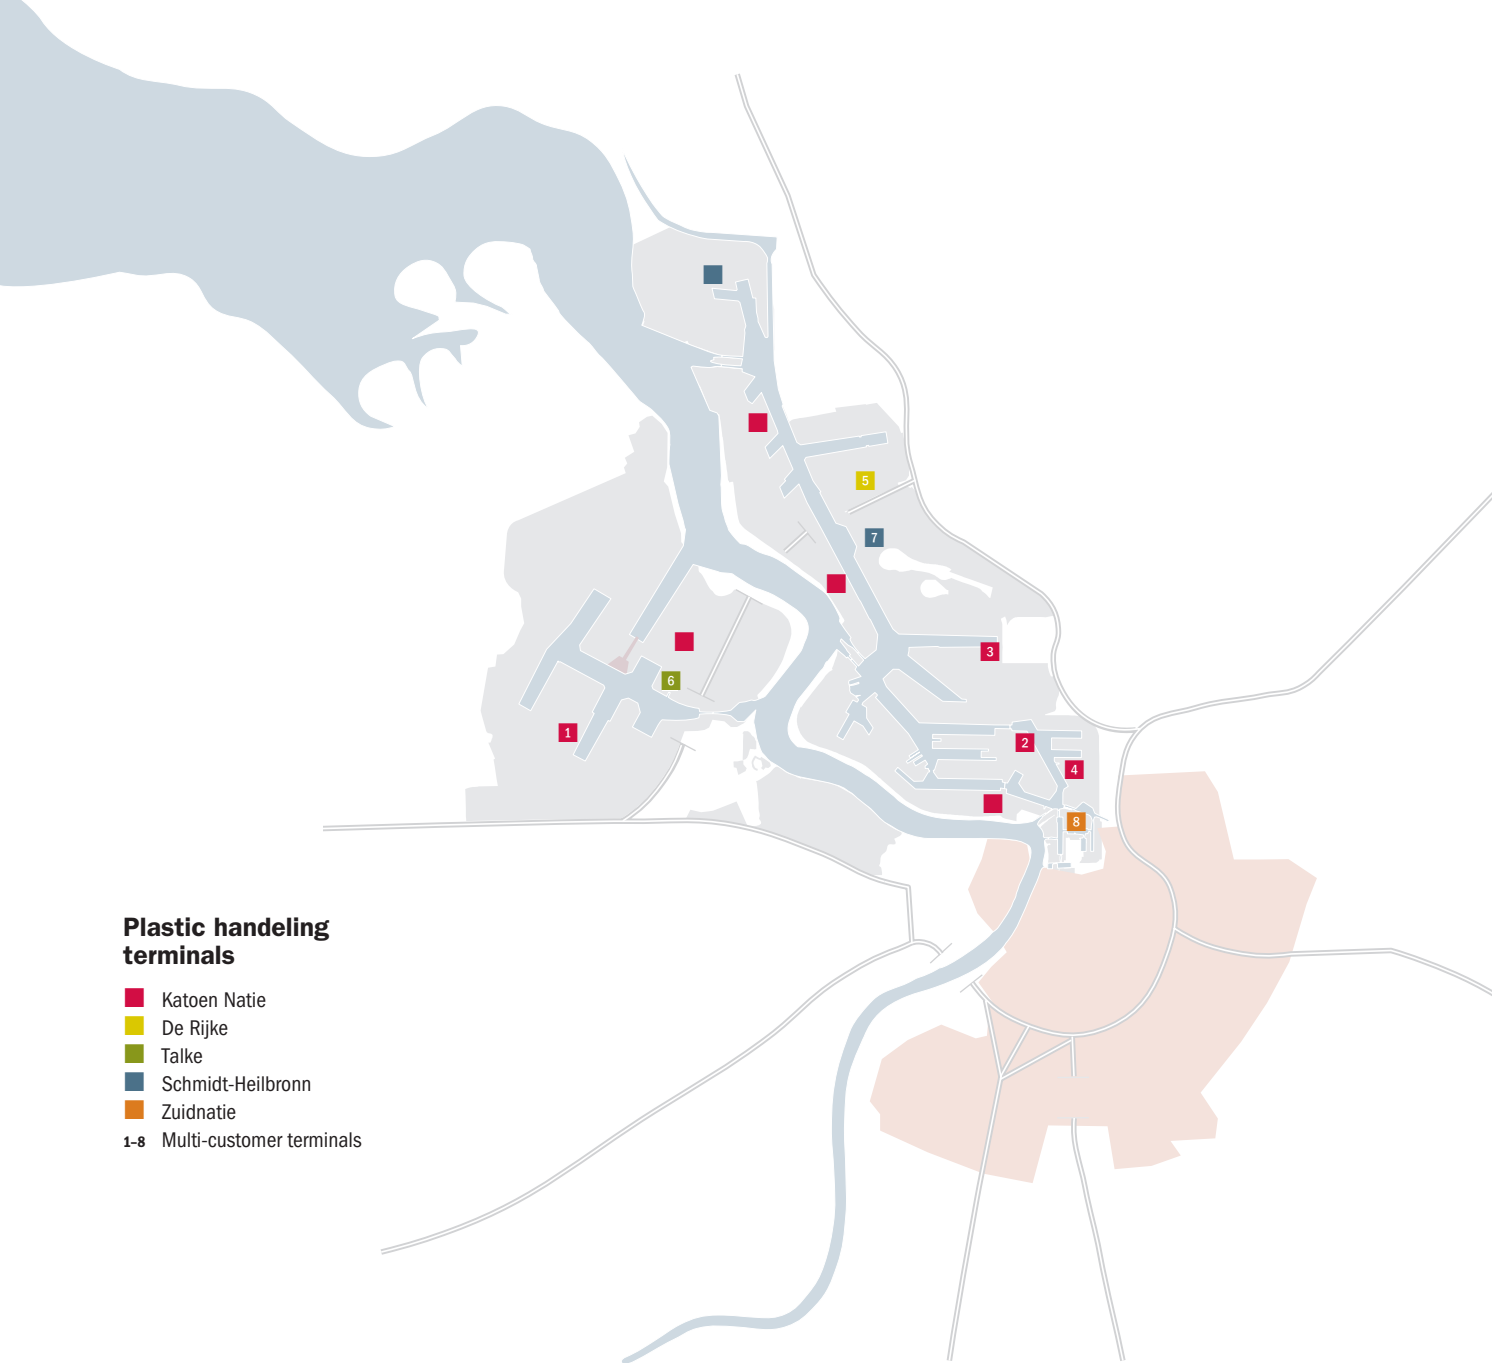 5
7
3
6
1
2
4
8
Plastic handeling
terminals
Katoen Natie
De Rijke
Talke
Schmidt-Heilbronn
Zuidnatie
1–8 Multi-customer terminals